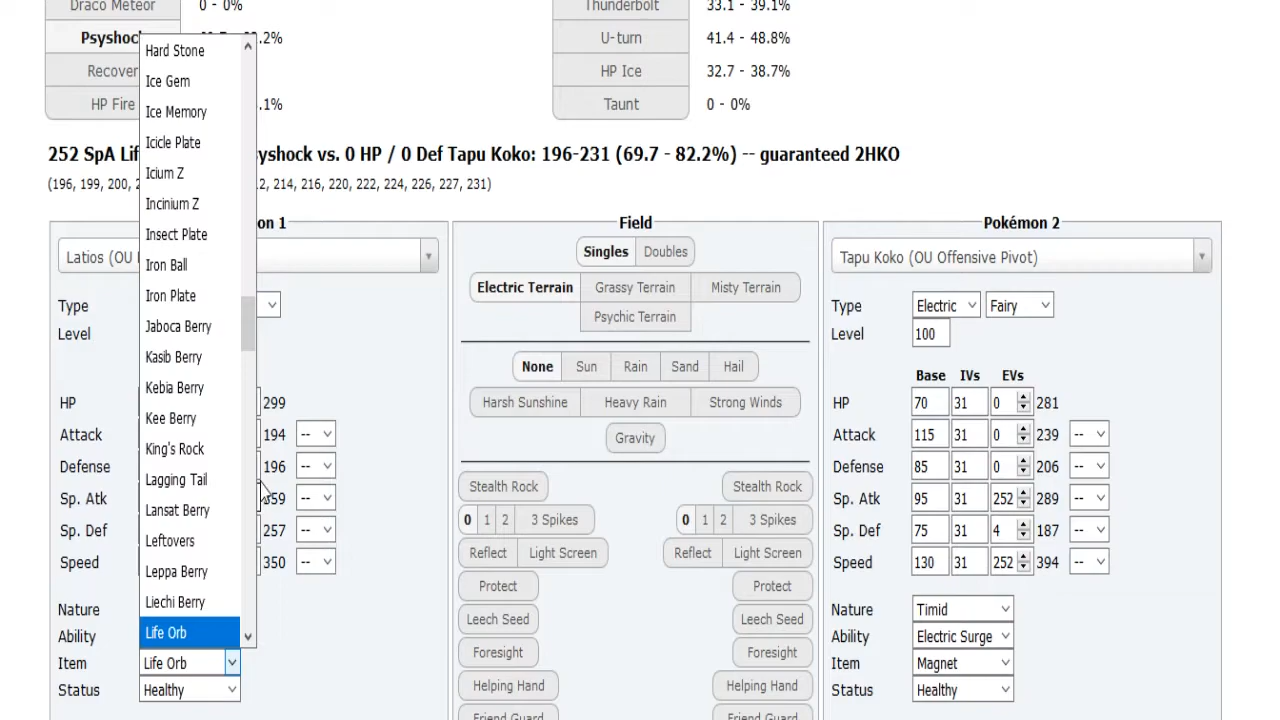 Draco Meteor 0 - 0%
Thunderbolt 33.1 - 39.1%
Psyshock
U-turn 41.4 - 48.8%
Recover
HP Ice 32.7 - 38.7%
HP Fire .1%
Taunt 0 - 0%
252 SpA Lif yshock vs. 0 HP / 0 Def Tapu Koko: 196-231 (69.7 - 82.2%) -- guaranteed 2HKO
(196, 199, 200, 2 12, 214, 216, 220, 222, 224, 226, 227, 231)
Hard Stone
Ice Gem
Ice Memory
Icicle Plate
Icium Z
Incinium Z
Insect Plate
Iron Ball
Iron Plate
Jaboca Berry
Kasib Berry
Kebia Berry
Kee Berry
King's Rock
Lagging Tail
Lansat Berry
Leftovers
Leppa Berry
Liechi Berry
Life Orb
on 1
Latios (OU
Type
Level
HP 299
Attack 194 --
Defense 196 --
Sp. Atk 59 --
Sp. Def 257 --
Speed 350 --
Nature
Ability
Item Life Orb
Status Healthy
Field
Singles Doubles
Electric Terrain Grassy Terrain Misty Terrain
Psychic Terrain
None Sun Rain Sand Hail
Harsh Sunshine Heavy Rain Strong Winds
Gravity
Stealth Rock Stealth Rock
0 1 2 3 Spikes 0 1 2 3 Spikes
Reflect Light Screen Reflect Light Screen
Protect Protect
Leech Seed Leech Seed
Foresight Foresight
Helping Hand Helping Hand
Friend Guard Friend Guard
Pokémon 2
Tapu Koko (OU Offensive Pivot)
Type Electric Fairy
Level 100
Base IVs EVs
HP 70 31 0 281
Attack 115 31 0 239 --
Defense 85 31 0 206 --
Sp. Atk 95 31 252 289 --
Sp. Def 75 31 4 187 --
Speed 130 31 252 394 --
Nature Timid
Ability Electric Surge
Item Magnet
Status Healthy